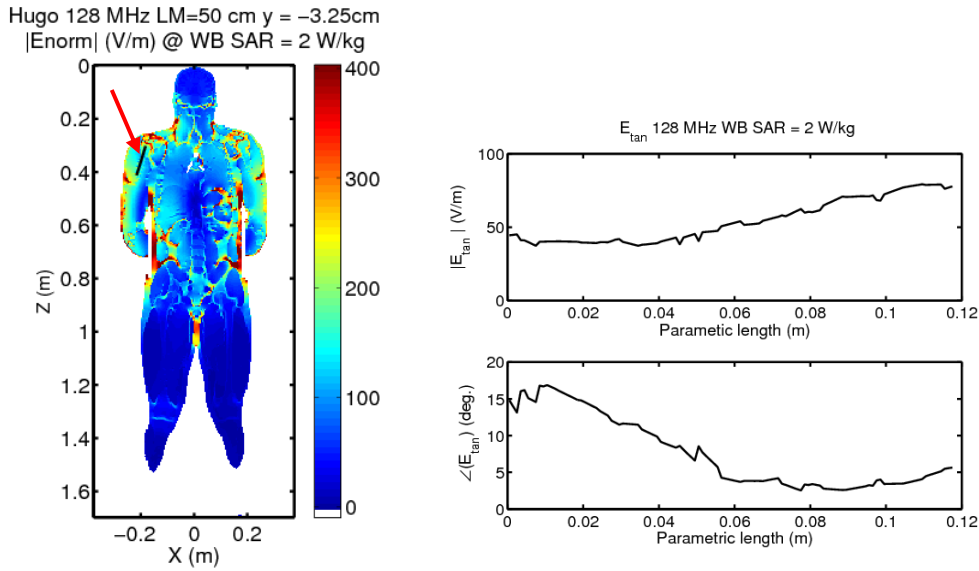 Hugo 128 MHz LM=50 cm y = −3.25cm
|Enorm| (V/m) @ WB SAR = 2 W/kg
0
0.2
0.4
0.6
0.8
1
1.2
1.4
1.6
Z (m)
−0.2 0 0.2
X (m)
400
300
200
100
0
E_tan 128 MHz WB SAR = 2 W/kg
100
50
0
|E_tan| (V/m)
0 0.02 0.04 0.06 0.08 0.1 0.12
Parametic length (m)
20
15
10
5
0
∠(E_tan) (deg.)
0 0.02 0.04 0.06 0.08 0.1 0.12
Parametric length (m)